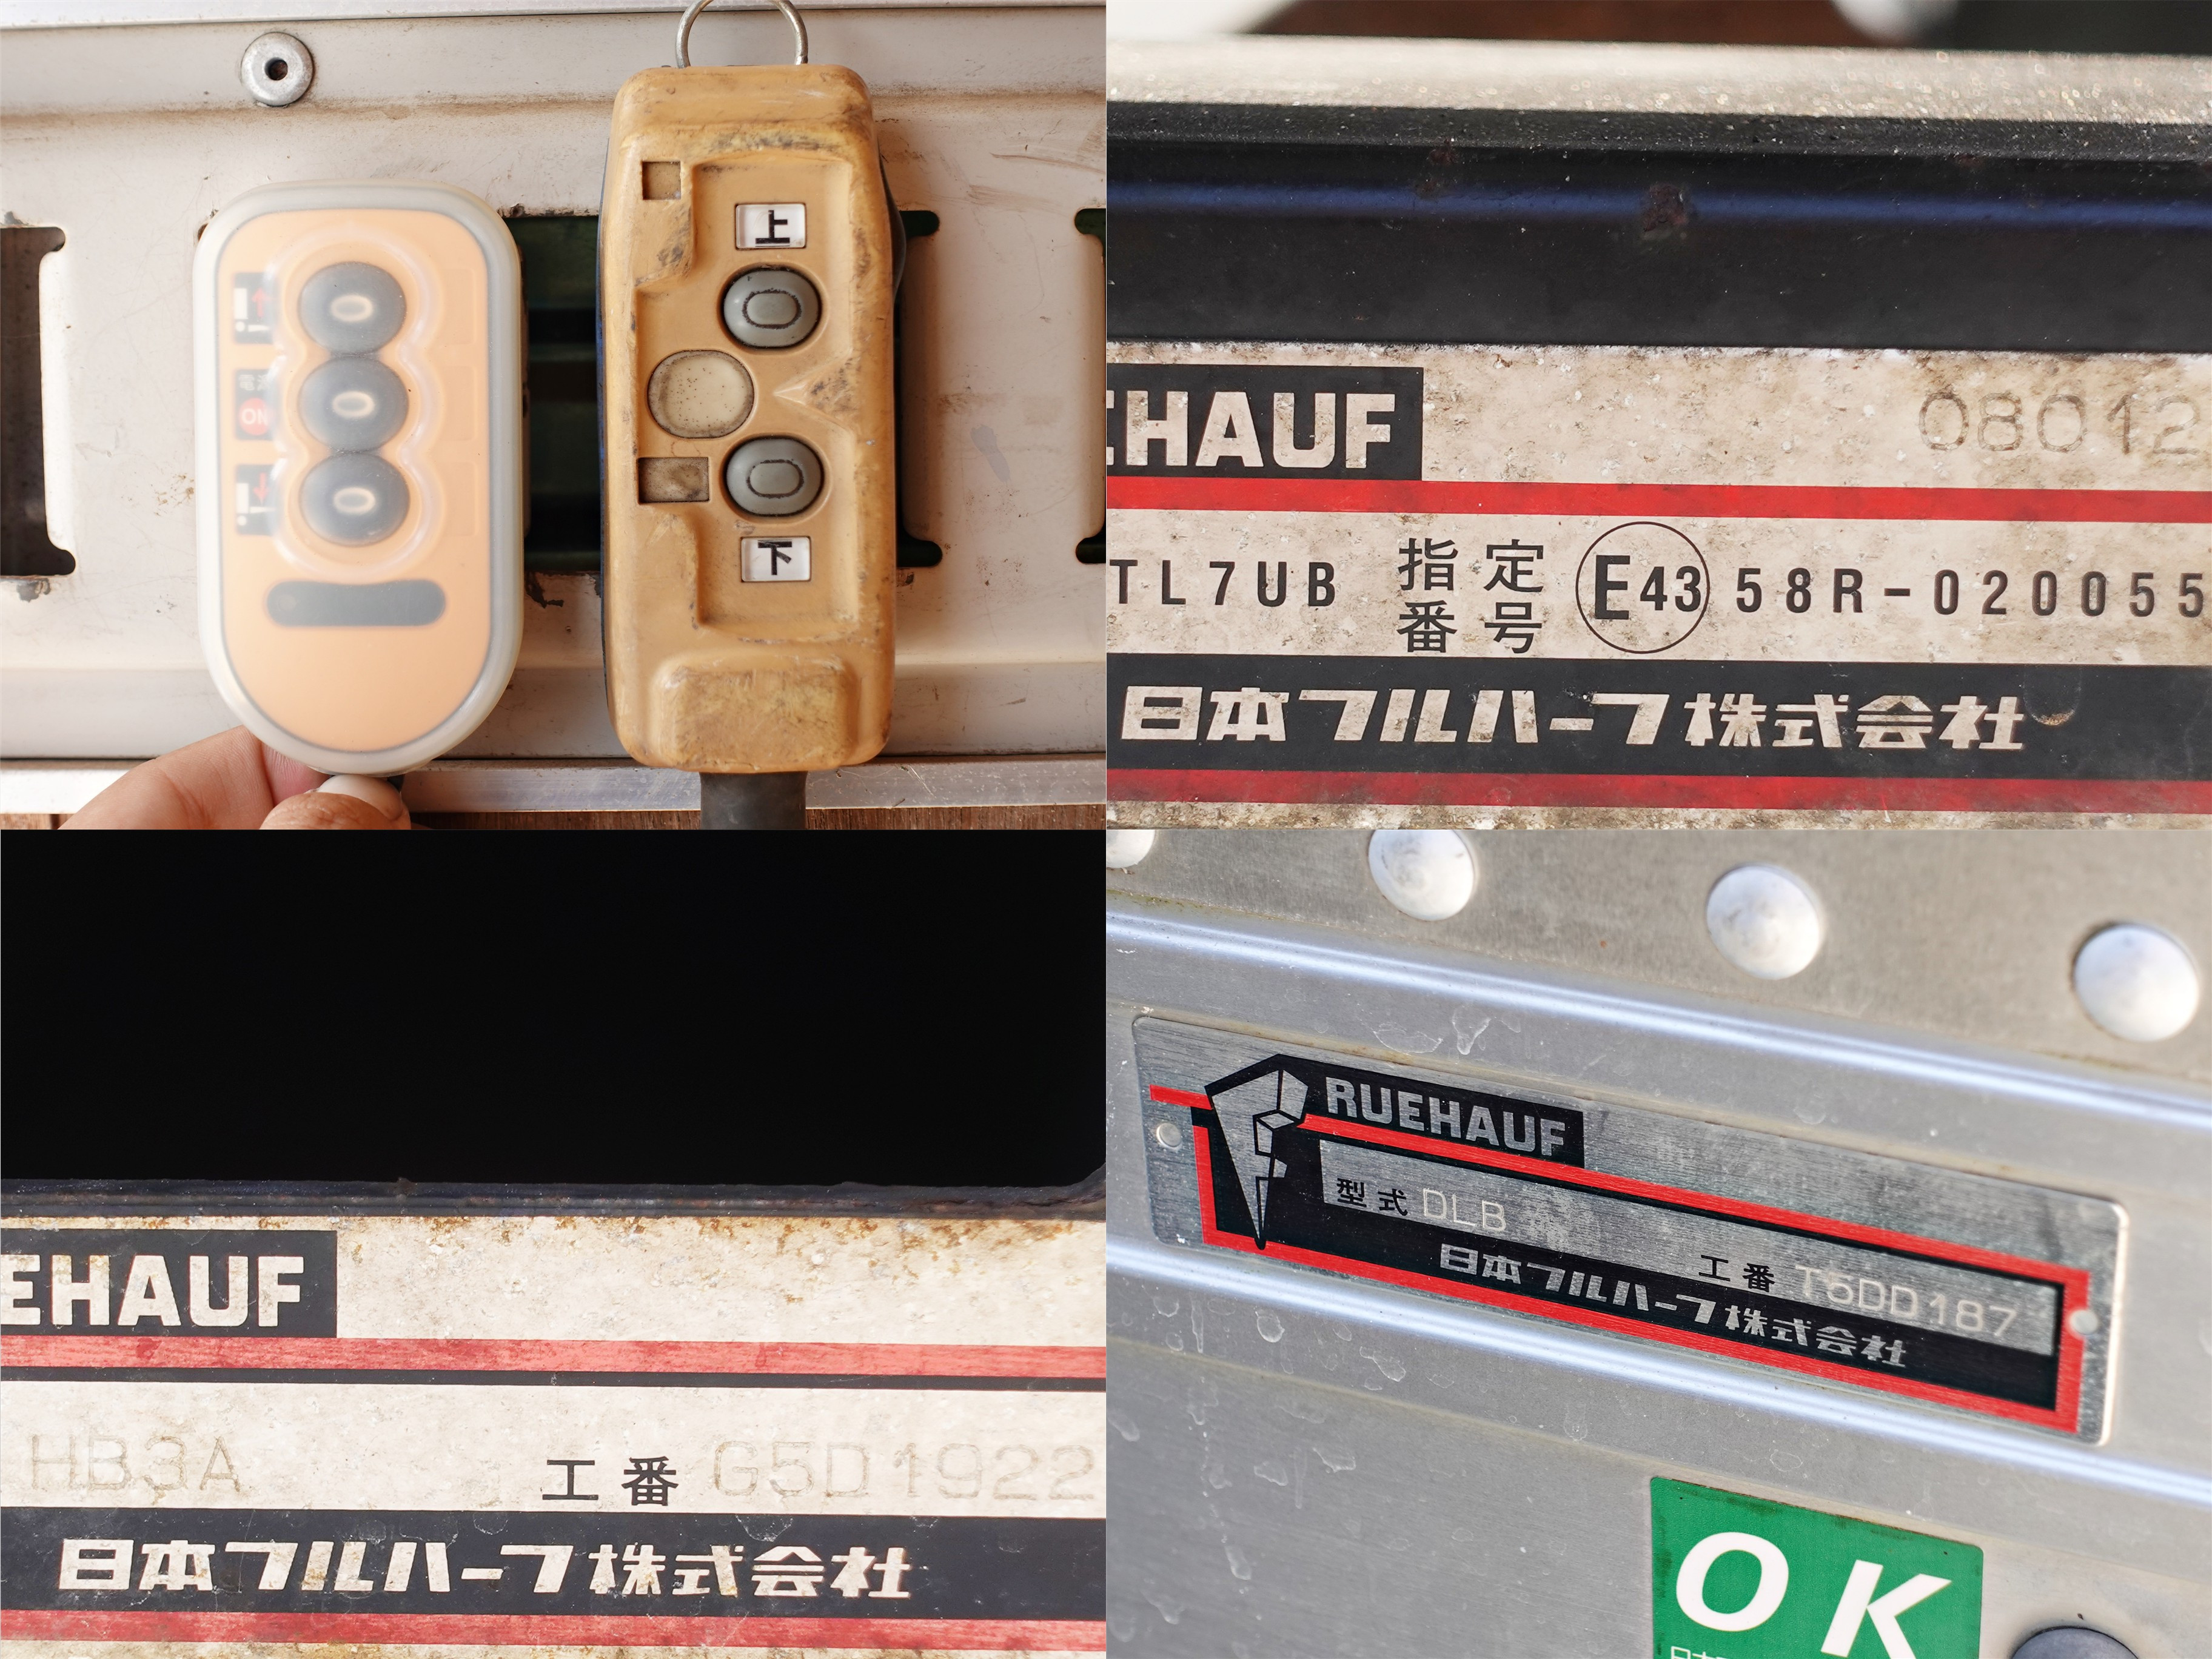 上
電源
ON
下
EHAUF
08012
TL7UB 指定番号 E43 58R-020055
日本フルハーフ株式会社
EHAUF
HB3A 工番 G5D1922
日本フルハーフ株式会社
FRUEHAUF
型式 DLB
工番 T5DD187
日本フルハーフ株式会社
OK